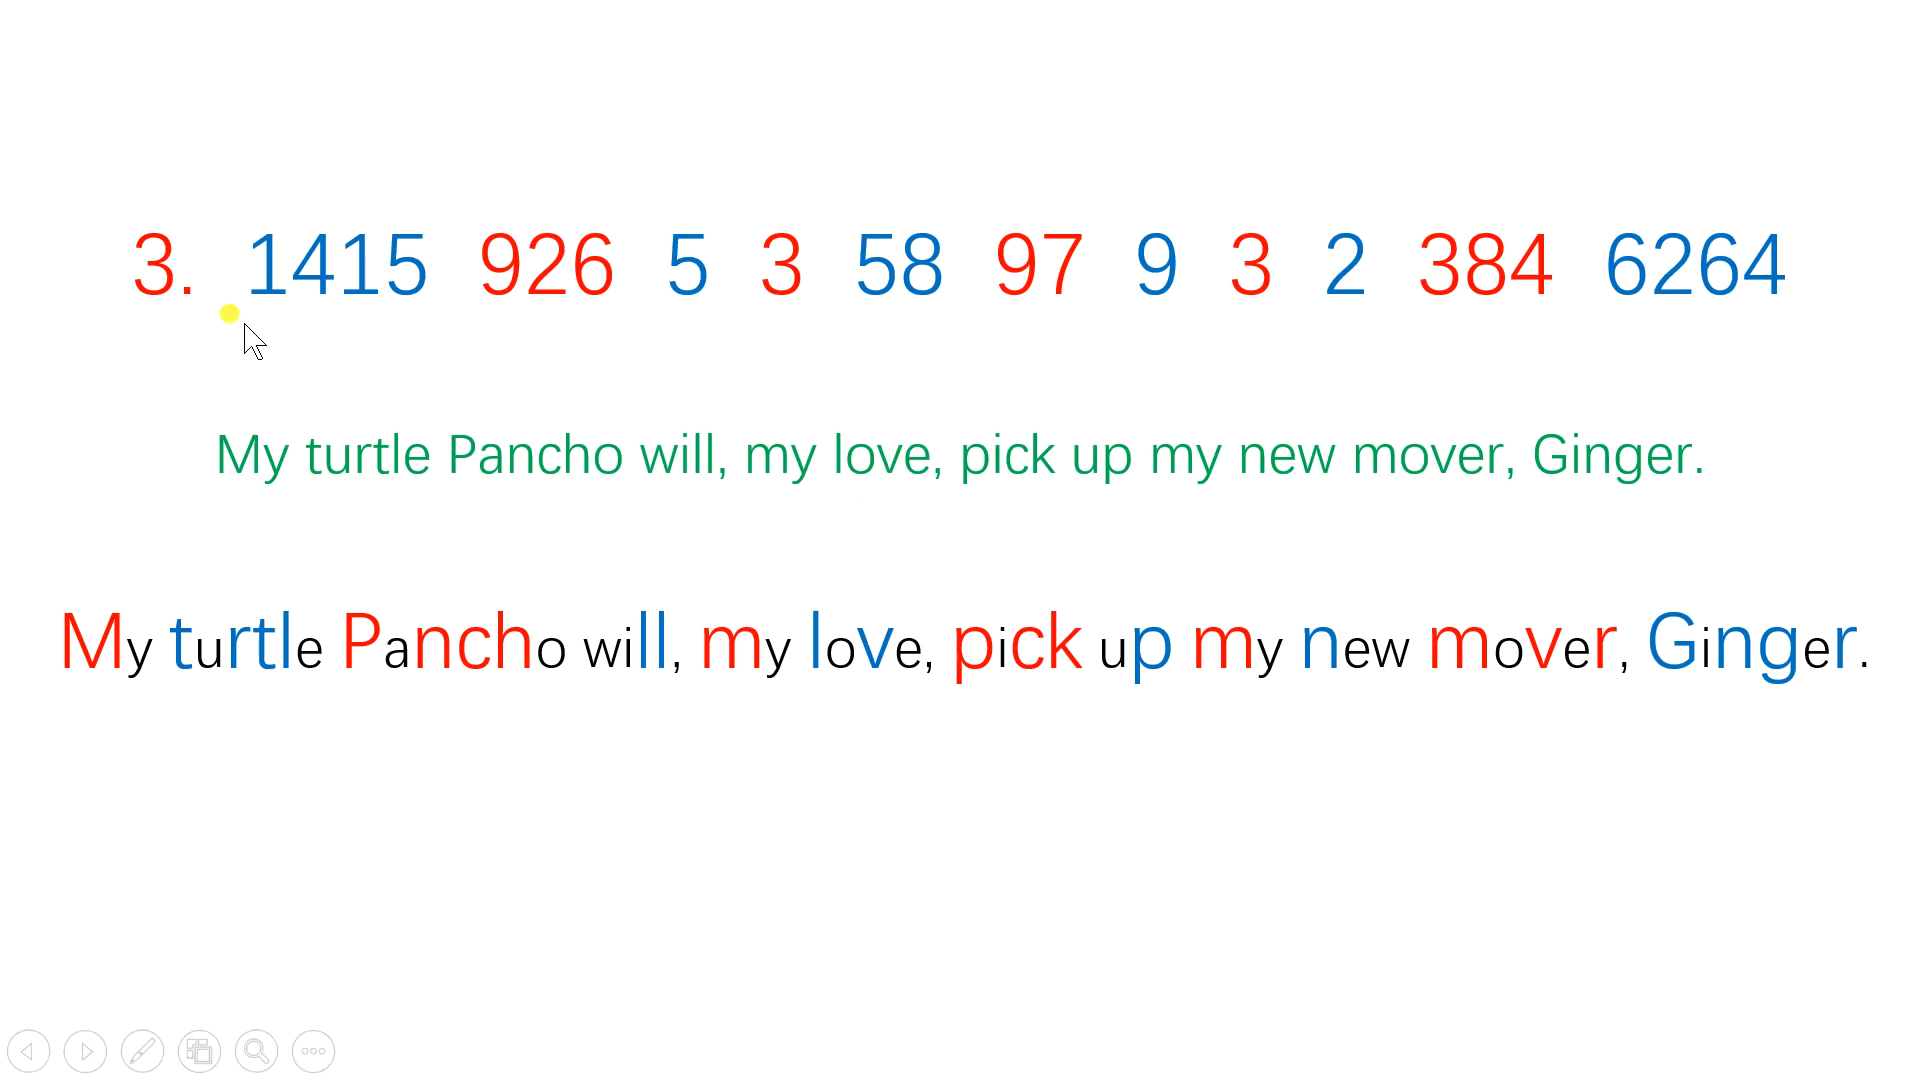 3. 1415 926 5 3 58 97 9 3 2 384 6264
My turtle Pancho will, my love, pick up my new mover, Ginger.
My turtle Pancho will, my love, pick up my new mover, Ginger.